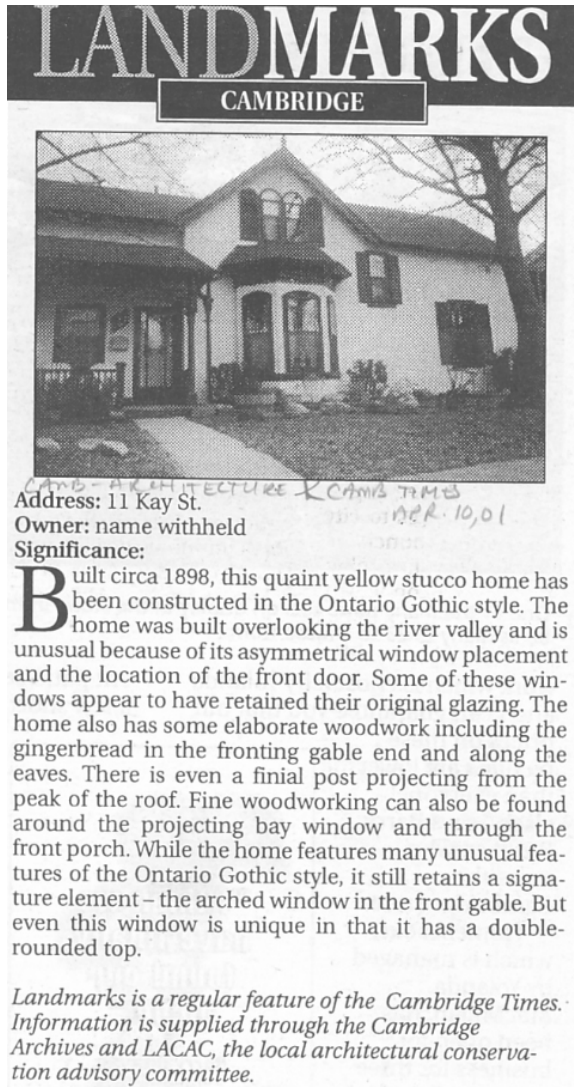 LANDMARKS
CAMBRIDGE
CAMB - ARCHITECTURE & CAMB TIMES
APR. 10, 01
Address: 11 Kay St.
Owner: name withheld
Significance:
Built circa 1898, this quaint yellow stucco home has
been constructed in the Ontario Gothic style. The
home was built overlooking the river valley and is
unusual because of its asymmetrical window placement
and the location of the front door. Some of these win-
dows appear to have retained their original glazing. The
home also has some elaborate woodwork including the
gingerbread in the fronting gable end and along the
eaves. There is even a finial post projecting from the
peak of the roof. Fine woodworking can also be found
around the projecting bay window and through the
front porch. While the home features many unusual fea-
tures of the Ontario Gothic style, it still retains a signa-
ture element – the arched window in the front gable. But
even this window is unique in that it has a double-
rounded top.
Landmarks is a regular feature of the Cambridge Times.
Information is supplied through the Cambridge
Archives and LACAC, the local architectural conserva-
tion advisory committee.